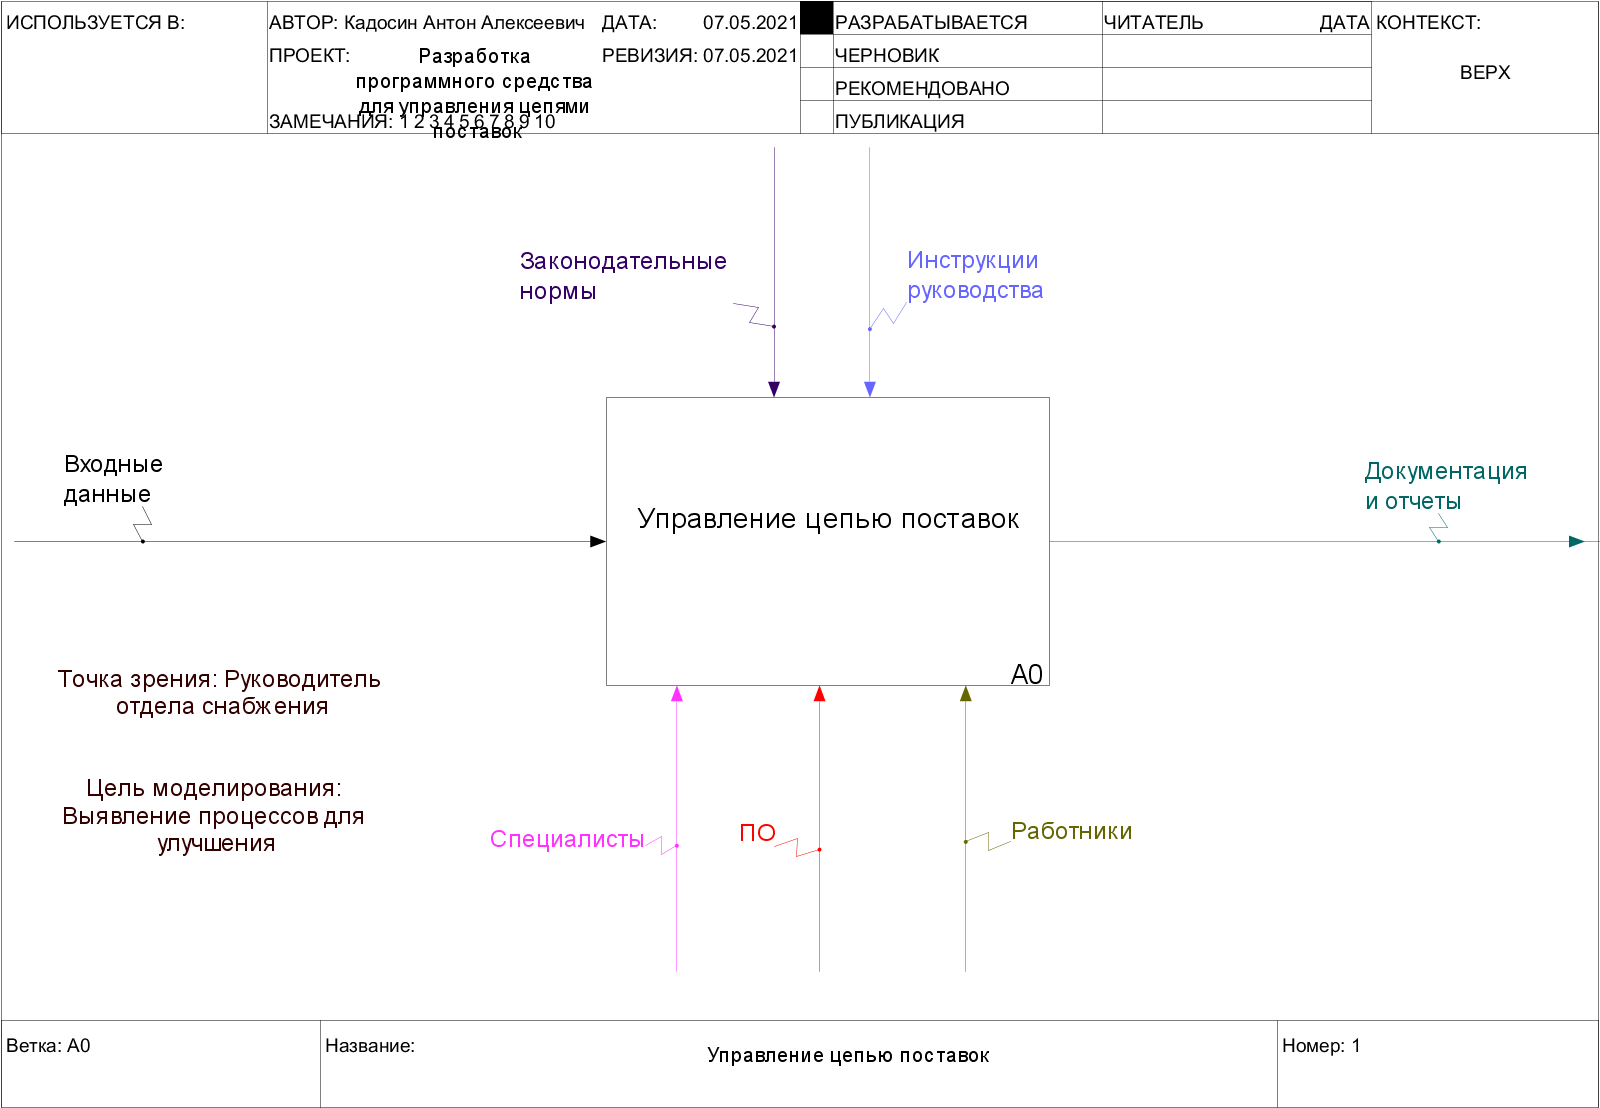 ИСПОЛЬЗУЕТСЯ В:
АВТОР: Кадосин Антон Алексеевич
ДАТА: 07.05.2021
РАЗРАБАТЫВАЕТСЯ
ЧИТАТЕЛЬ
ДАТА
КОНТЕКСТ:
ПРОЕКТ:
Разработка
программного средства
для управления цепями
поставок
РЕВИЗИЯ: 07.05.2021
ЧЕРНОВИК
ВЕРХ
РЕКОМЕНДОВАНО
ЗАМЕЧАНИЯ: 1 2 3 4 5 6 7 8 9 10
ПУБЛИКАЦИЯ
Законодательные
нормы
Инструкции
руководства
Входные
данные
Управление цепью поставок
A0
Документация
и отчеты
Точка зрения: Руководитель
отдела снабжения
Цель моделирования:
Выявление процессов для
улучшения
Специалисты
ПО
Работники
Ветка: A0
Название:
Управление цепью поставок
Номер: 1